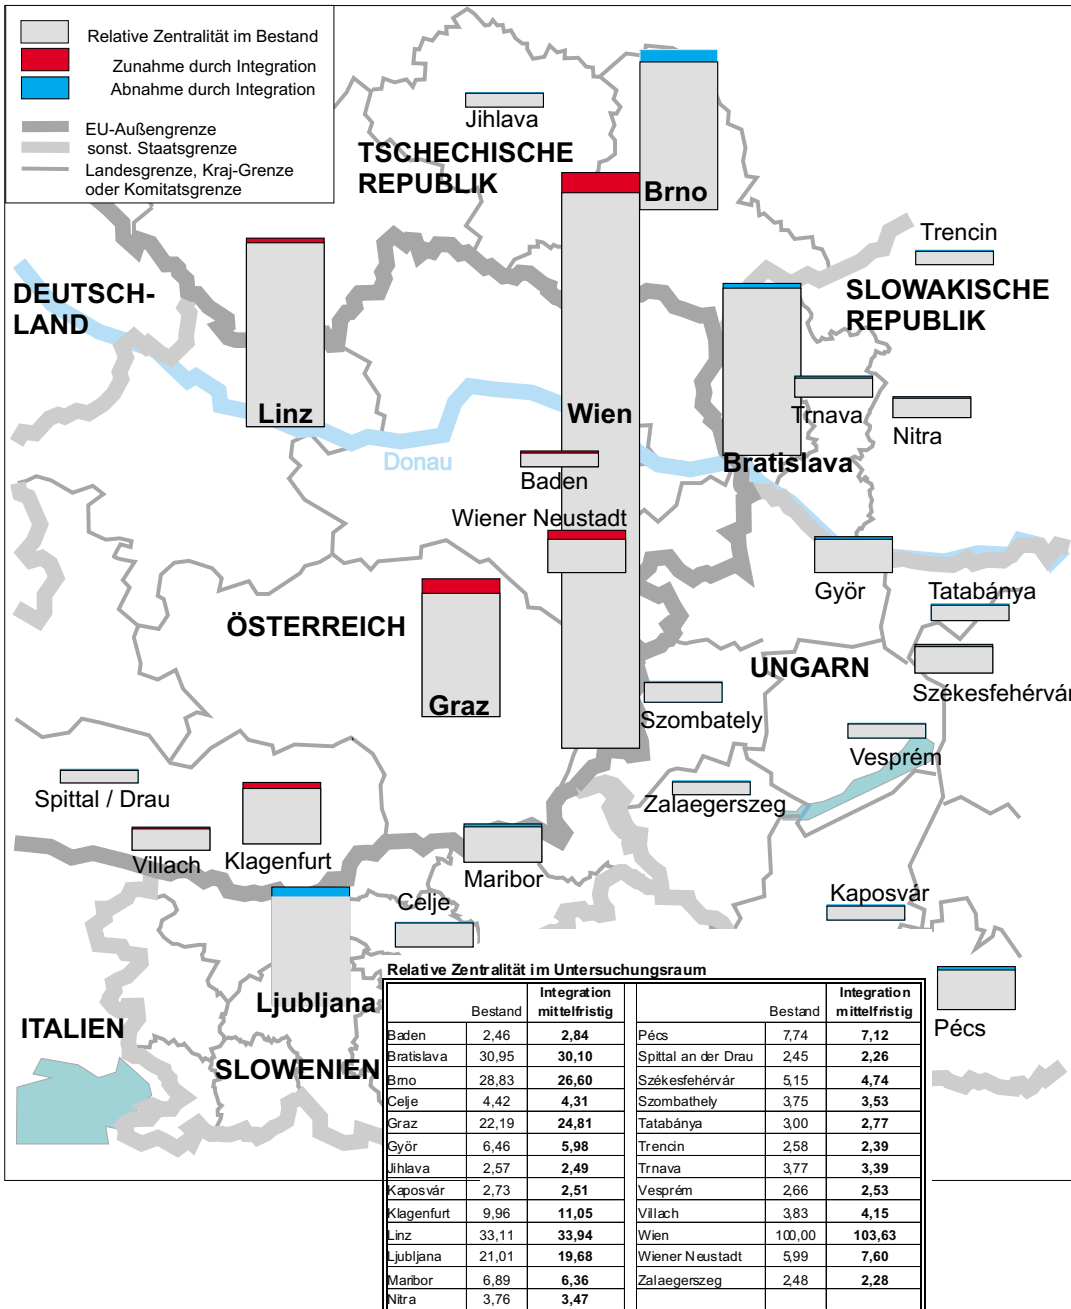 Relative Zentralität im Bestand
Zunahme durch Integration
Abnahme durch Integration
EU-Außengrenze
sonst. Staatsgrenze
Landesgrenze, Kraj-Grenze
oder Komitatsgrenze
Jihlava
TSCHECHISCHE
REPUBLIK
Brno
Trencin
DEUTSCH-
LAND
SLOWAKISCHE
REPUBLIK
Linz
Wien
Trnava
Nitra
Donau
Bratislava
Baden
Wiener Neustadt
Györ
Tatabánya
ÖSTERREICH
UNGARN
Székesfehérvár
Graz
Szombately
Vesprém
Spittal / Drau
Zalaegerszeg
Villach
Klagenfurt
Maribor
Celje
Kaposvár
Ljubljana
ITALIEN
SLOWENIEN
Pécs
Relative Zentralität im Untersuchungsraum
Bestand Integration mittelfristig Bestand Integration mittelfristig
Baden 2,46 2,84 Pécs 7,74 7,12
Bratislava 30,95 30,10 Spittal an der Drau 2,45 2,26
Brno 28,83 26,60 Székesfehérvár 5,15 4,74
Celje 4,42 4,31 Szombathely 3,75 3,53
Graz 22,19 24,81 Tatabánya 3,00 2,77
Györ 6,46 5,98 Trencin 2,58 2,39
Jihlava 2,57 2,49 Trnava 3,77 3,39
Kaposvár 2,73 2,51 Vesprém 2,66 2,53
Klagenfurt 9,96 11,05 Villach 3,83 4,15
Linz 33,11 33,94 Wien 100,00 103,63
Ljubljana 21,01 19,68 Wiener Neustadt 5,99 7,60
Maribor 6,89 6,36 Zalaegerszeg 2,48 2,28
Nitra 3,76 3,47